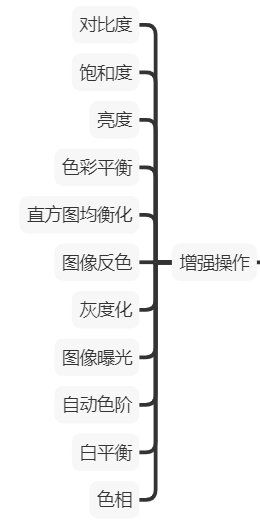 对比度
饱和度
亮度
色彩平衡
直方图均衡化
图像反色
增强操作
灰度化
图像曝光
自动色阶
白平衡
色相